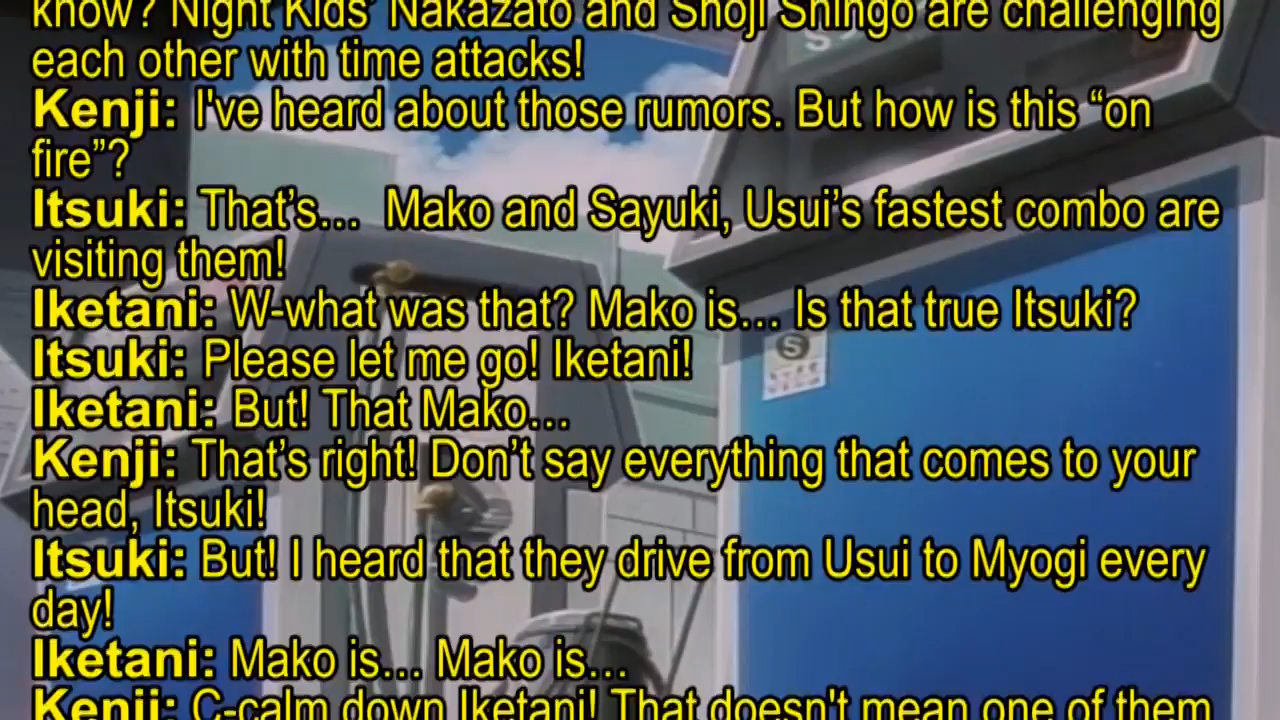 know? Night Kids’ Nakazato and Shoji Shingo are challenging
each other with time attacks!
Kenji: I've heard about those rumors. But how is this “on
fire”?
Itsuki: That’s… Mako and Sayuki, Usui’s fastest combo are
visiting them!
Iketani: W-what was that? Mako is… Is that true Itsuki?
Itsuki: Please let me go! Iketani!
Iketani: But! That Mako…
Kenji: That’s right! Don’t say everything that comes to your
head, Itsuki!
Itsuki: But! I heard that they drive from Usui to Myogi every
day!
Iketani: Mako is… Mako is…
Kenji: C-calm down Iketani! That doesn't mean one of them